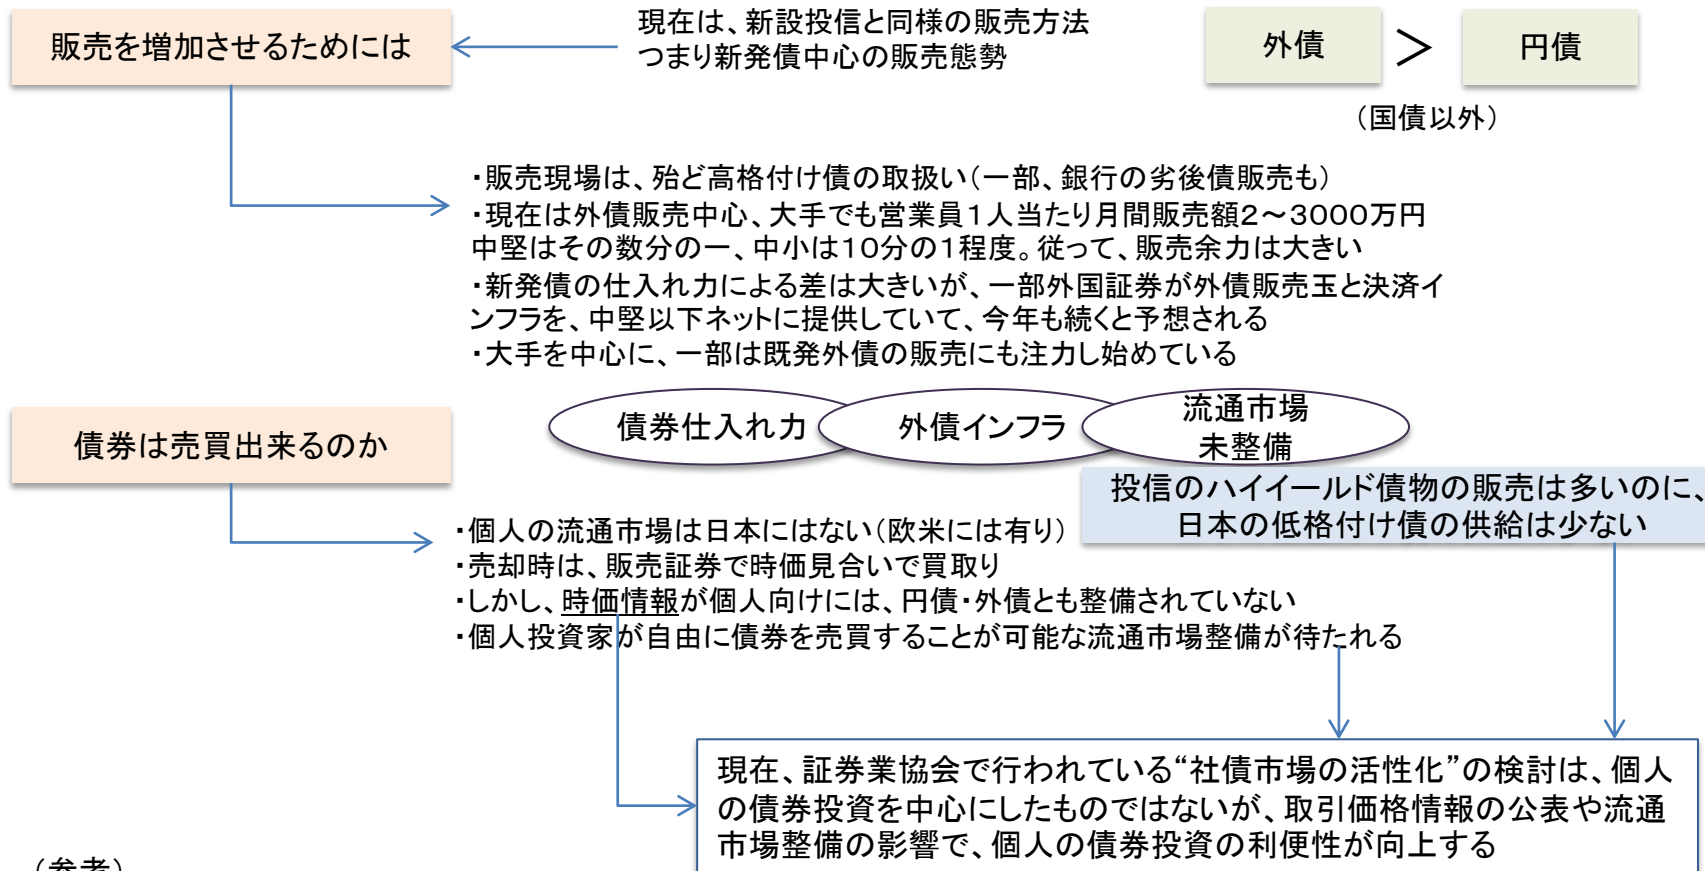 販売を増加させるためには
現在は、新設投信と同様の販売方法
つまり新発債中心の販売態勢
外債
＞
円債
（国債以外）
・販売現場は、殆ど高格付け債の取扱い（一部、銀行の劣後債販売も）
・現在は外債販売中心、大手でも営業員１人当たり月間販売額２～３０００万円
中堅はその数分の一、中小は１０分の１程度。従って、販売余力は大きい
・新発債の仕入れ力による差は大きいが、一部外国証券が外債販売玉と決済イ
ンフラを、中堅以下ネットに提供していて、今年も続くと予想される
・大手を中心に、一部は既発外債の販売にも注力し始めている
債券仕入れ力
外債インフラ
流通市場
未整備
債券は売買出来るのか
投信のハイイールド債物の販売は多いのに、
日本の低格付け債の供給は少ない
・個人の流通市場は日本にはない（欧米には有り）
・売却時は、販売証券で時価見合いで買取り
・しかし、時価情報が個人向けには、円債・外債とも整備されていない
・個人投資家が自由に債券を売買することが可能な流通市場整備が待たれる
現在、証券業協会で行われている“社債市場の活性化”の検討は、個人
の債券投資を中心にしたものではないが、取引価格情報の公表や流通
市場整備の影響で、個人の債券投資の利便性が向上する
（参考）